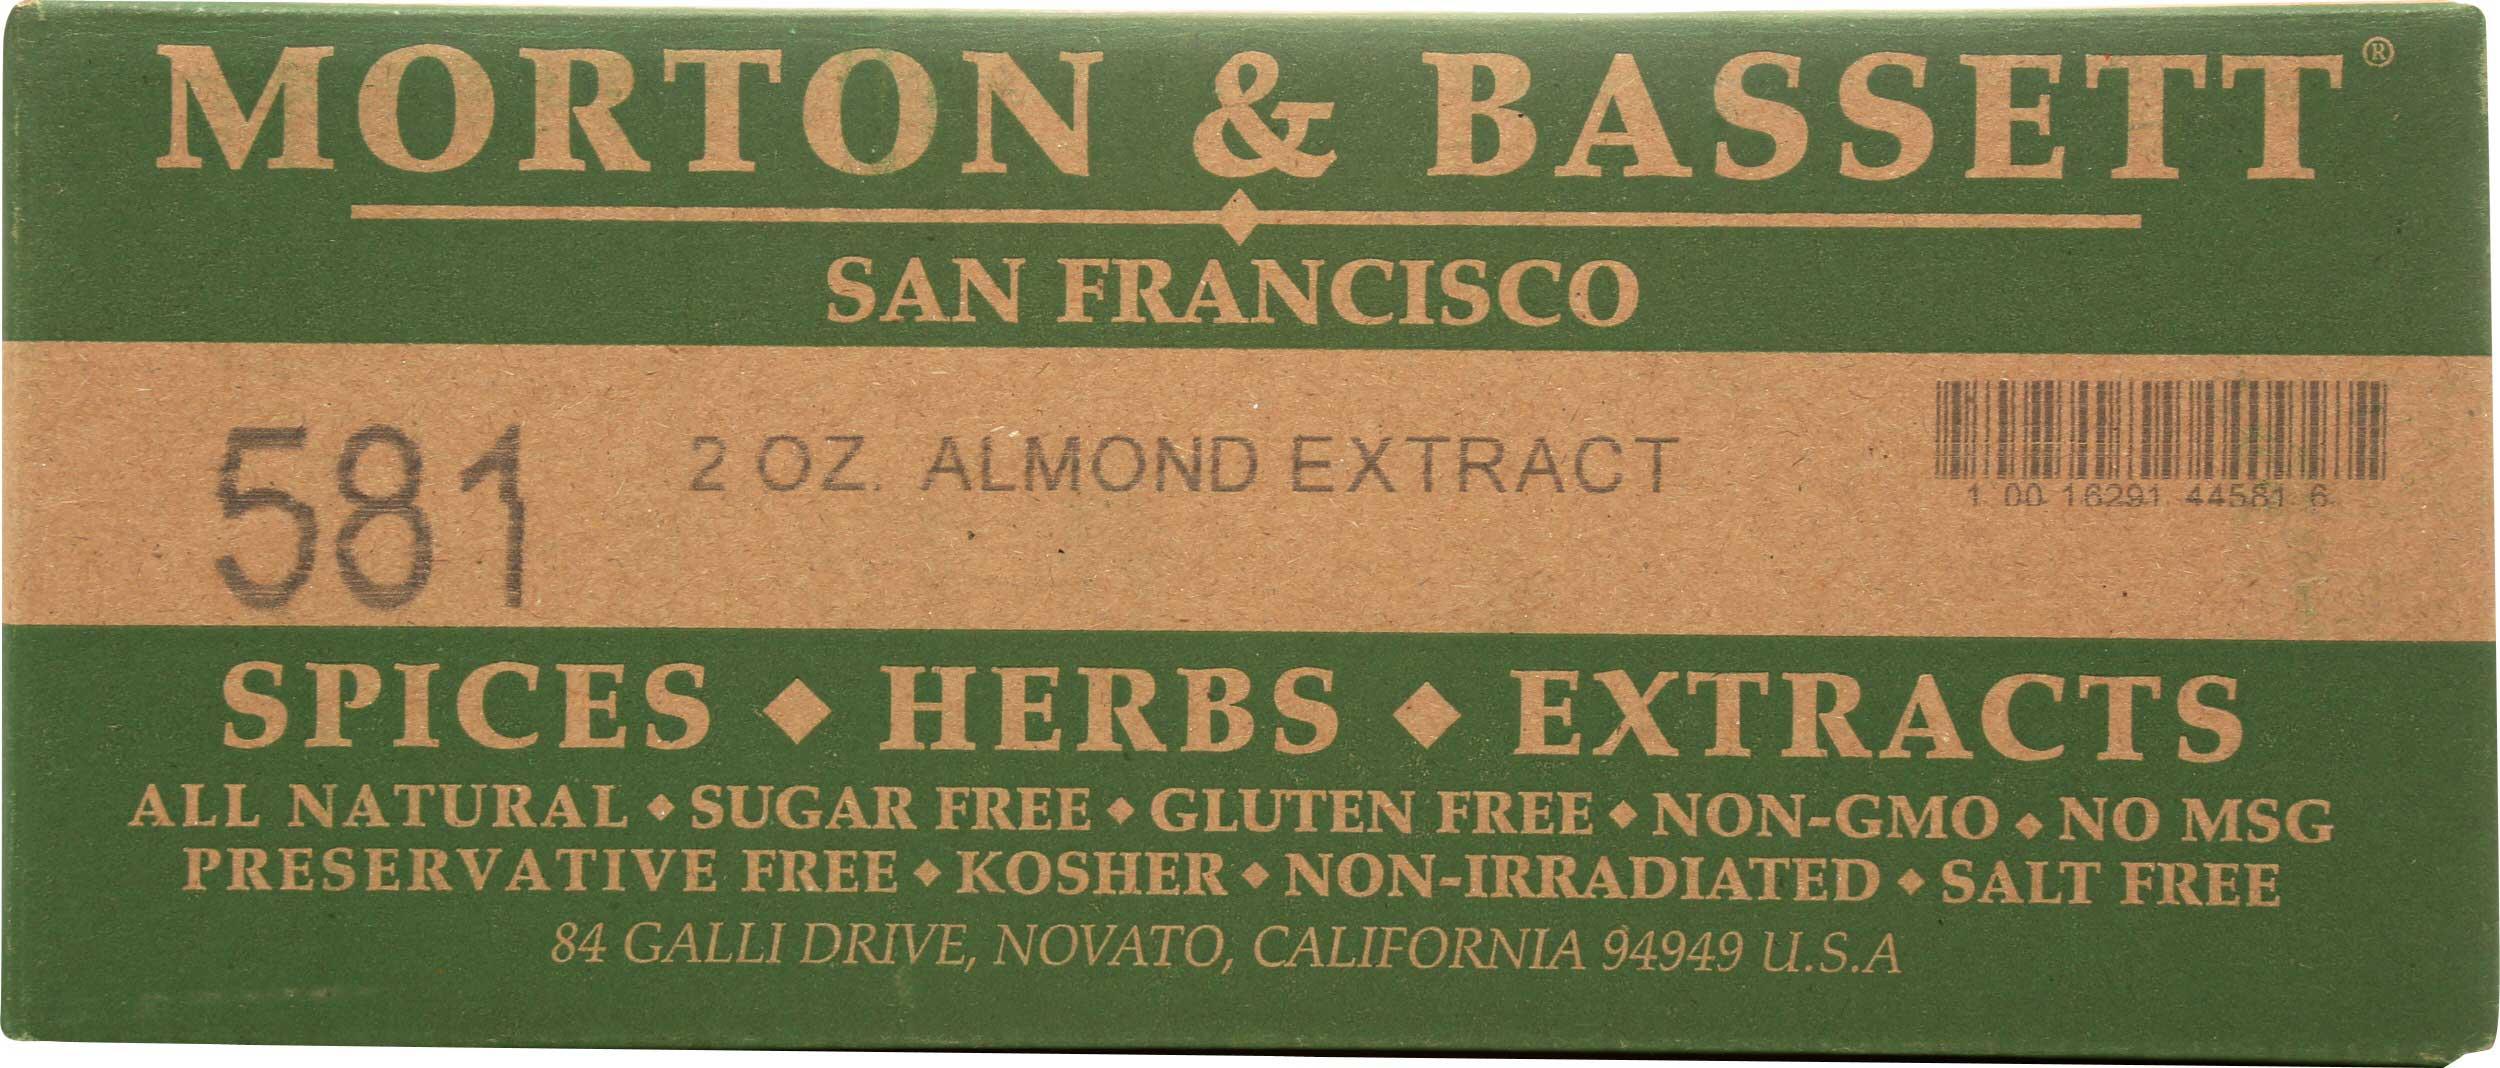 MORTON & BASSETT®
SAN FRANCISCO
581 2 OZ. ALMOND EXTRACT
1 00 16291 44581 6
SPICES ◆ HERBS ◆ EXTRACTS
ALL NATURAL ◆ SUGAR FREE ◆ GLUTEN FREE ◆ NON-GMO ◆ NO MSG
PRESERVATIVE FREE ◆ KOSHER ◆ NON-IRRADIATED ◆ SALT FREE
84 GALLI DRIVE, NOVATO, CALIFORNIA 94949 U.S.A